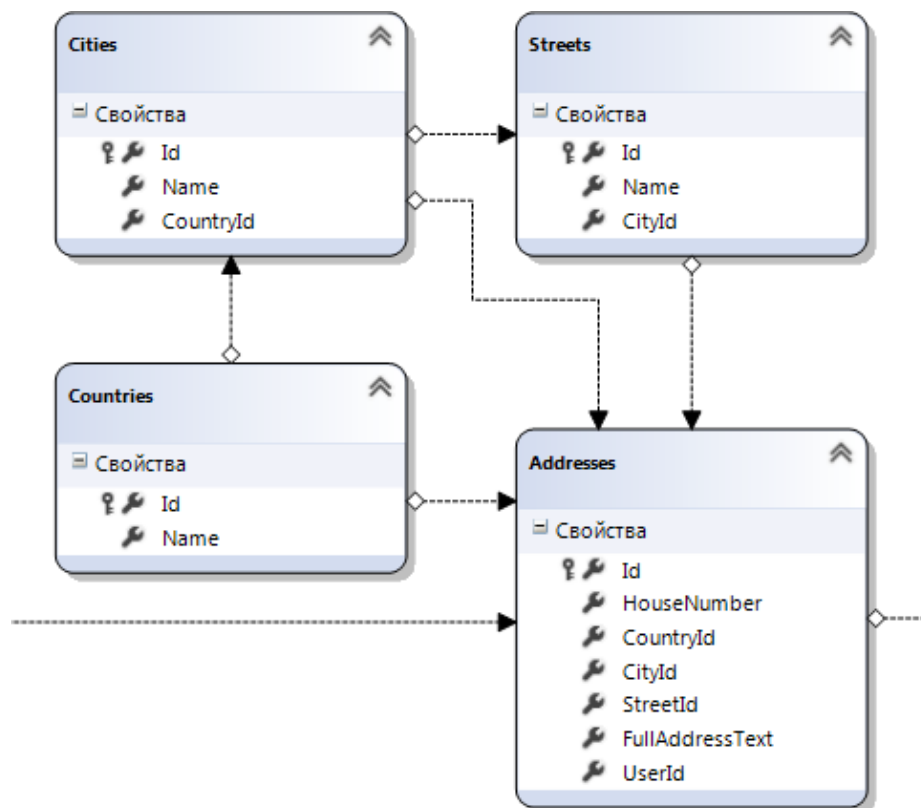 Cities
Свойства
Id
Name
CountryId
Streets
Свойства
Id
Name
CityId
Countries
Свойства
Id
Name
Addresses
Свойства
Id
HouseNumber
CountryId
CityId
StreetId
FullAddressText
UserId